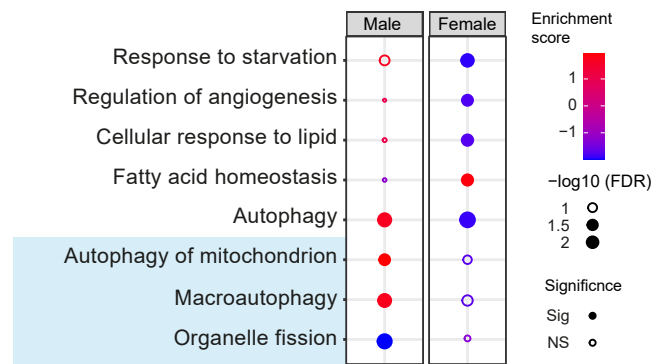 Male Female
Response to starvation
Regulation of angiogenesis
Cellular response to lipid
Fatty acid homeostasis
Autophagy
Autophagy of mitochondrion
Macroautophagy
Organelle fission
Enrichment
score
1
0
−1
−log10 (FDR)
1
1.5
2
Significnce
Sig
NS